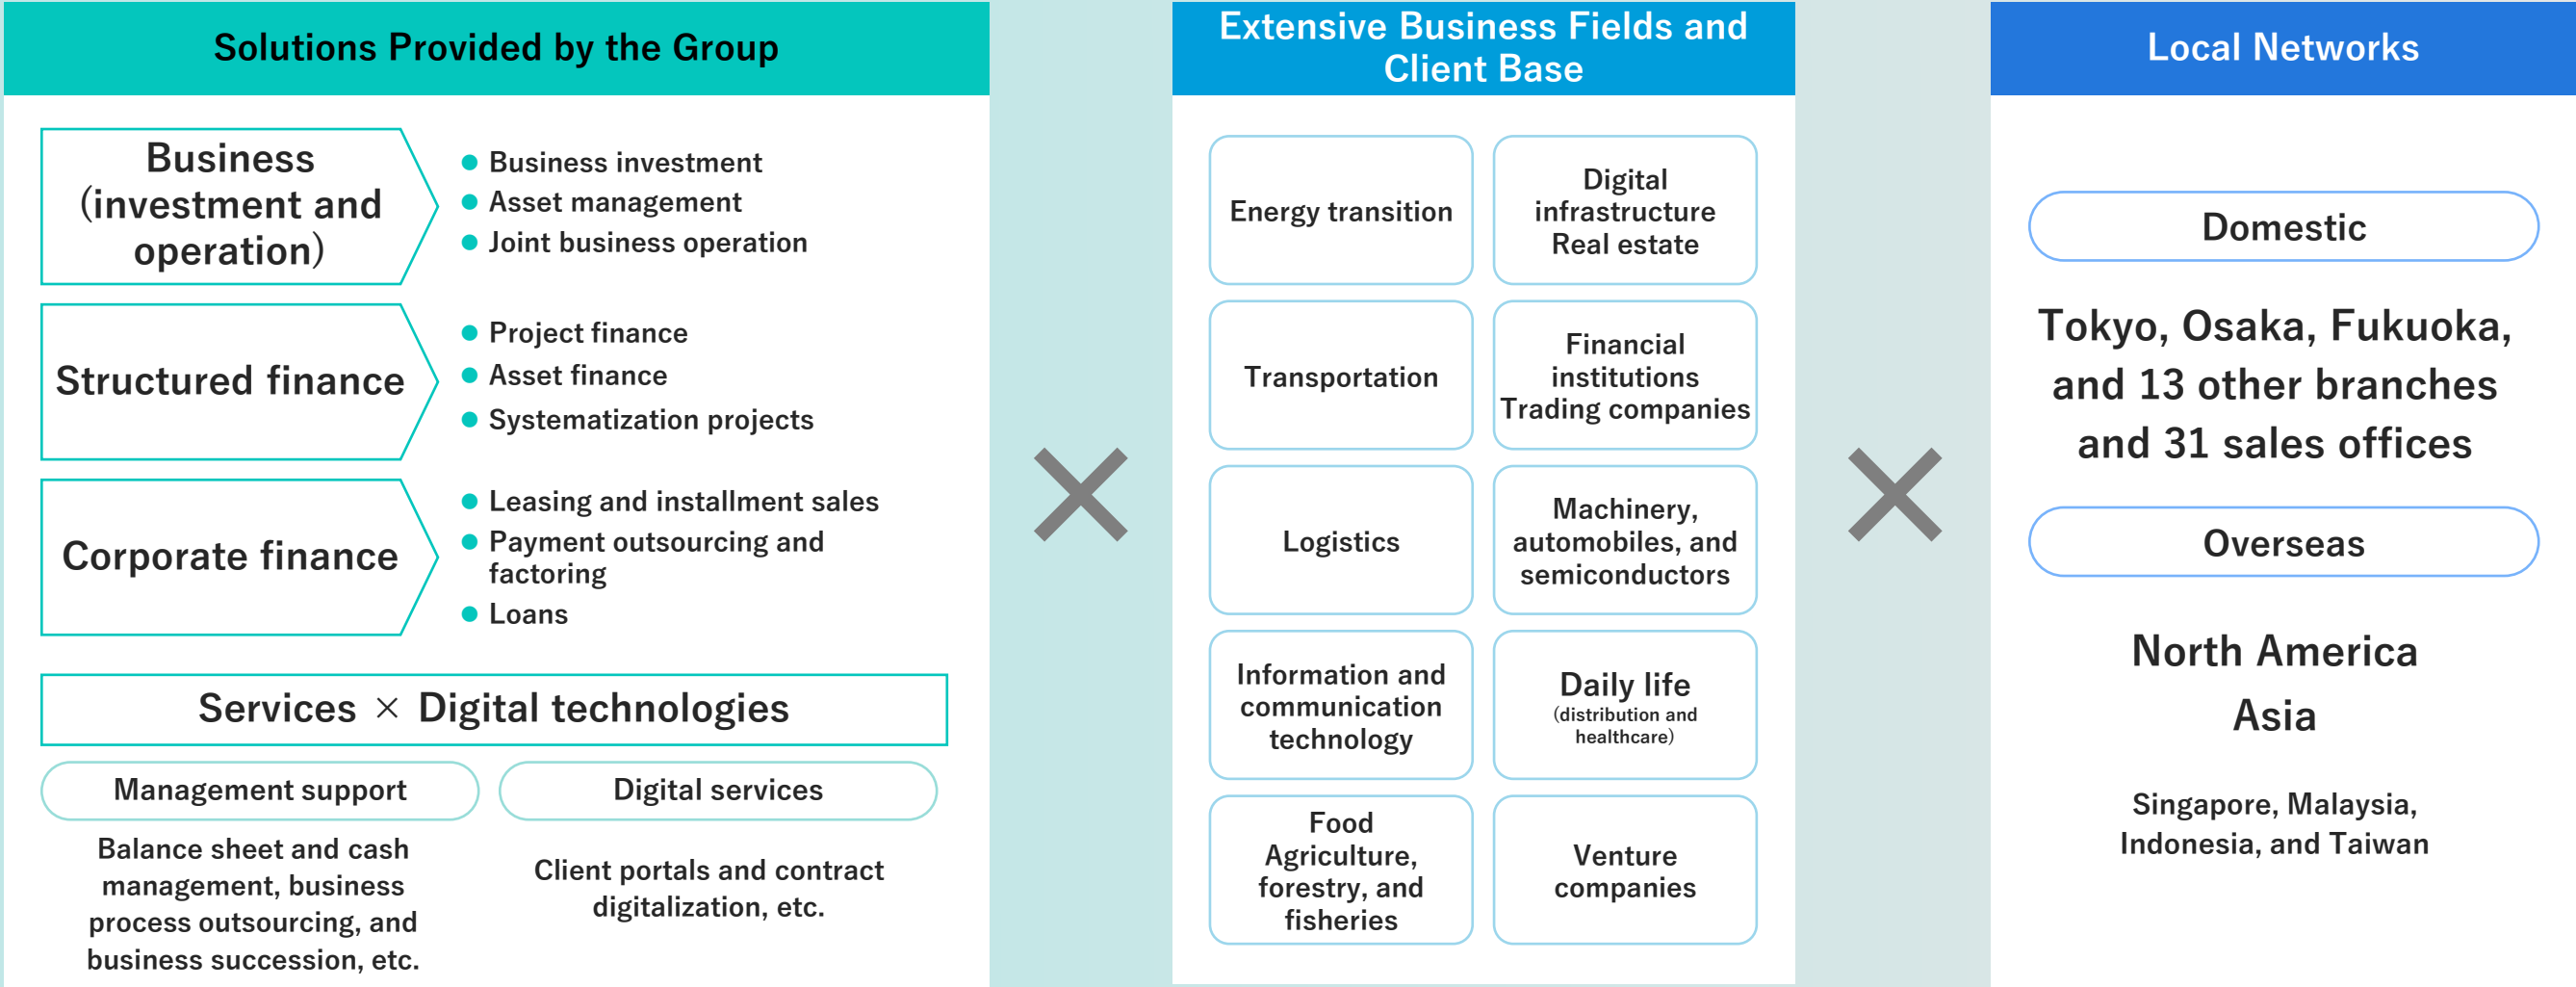 Solutions Provided by the Group
Business
(investment and
operation)
Business investment
Asset management
Joint business operation
Structured finance
Project finance
Asset finance
Systematization projects
Corporate finance
Leasing and installment sales
Payment outsourcing and
factoring
Loans
Services × Digital technologies
Management support
Balance sheet and cash
management, business
process outsourcing, and
business succession, etc.
Digital services
Client portals and contract
digitalization, etc.
×
Extensive Business Fields and
Client Base
Energy transition
Digital
infrastructure
Real estate
Transportation
Financial
institutions
Trading companies
Logistics
Machinery,
automobiles, and
semiconductors
Information and
communication
technology
Daily life
(distribution and
healthcare)
Food
Agriculture,
forestry, and
fisheries
Venture
companies
×
Local Networks
Domestic
Tokyo, Osaka, Fukuoka,
and 13 other branches
and 31 sales offices
Overseas
North America
Asia
Singapore, Malaysia,
Indonesia, and Taiwan